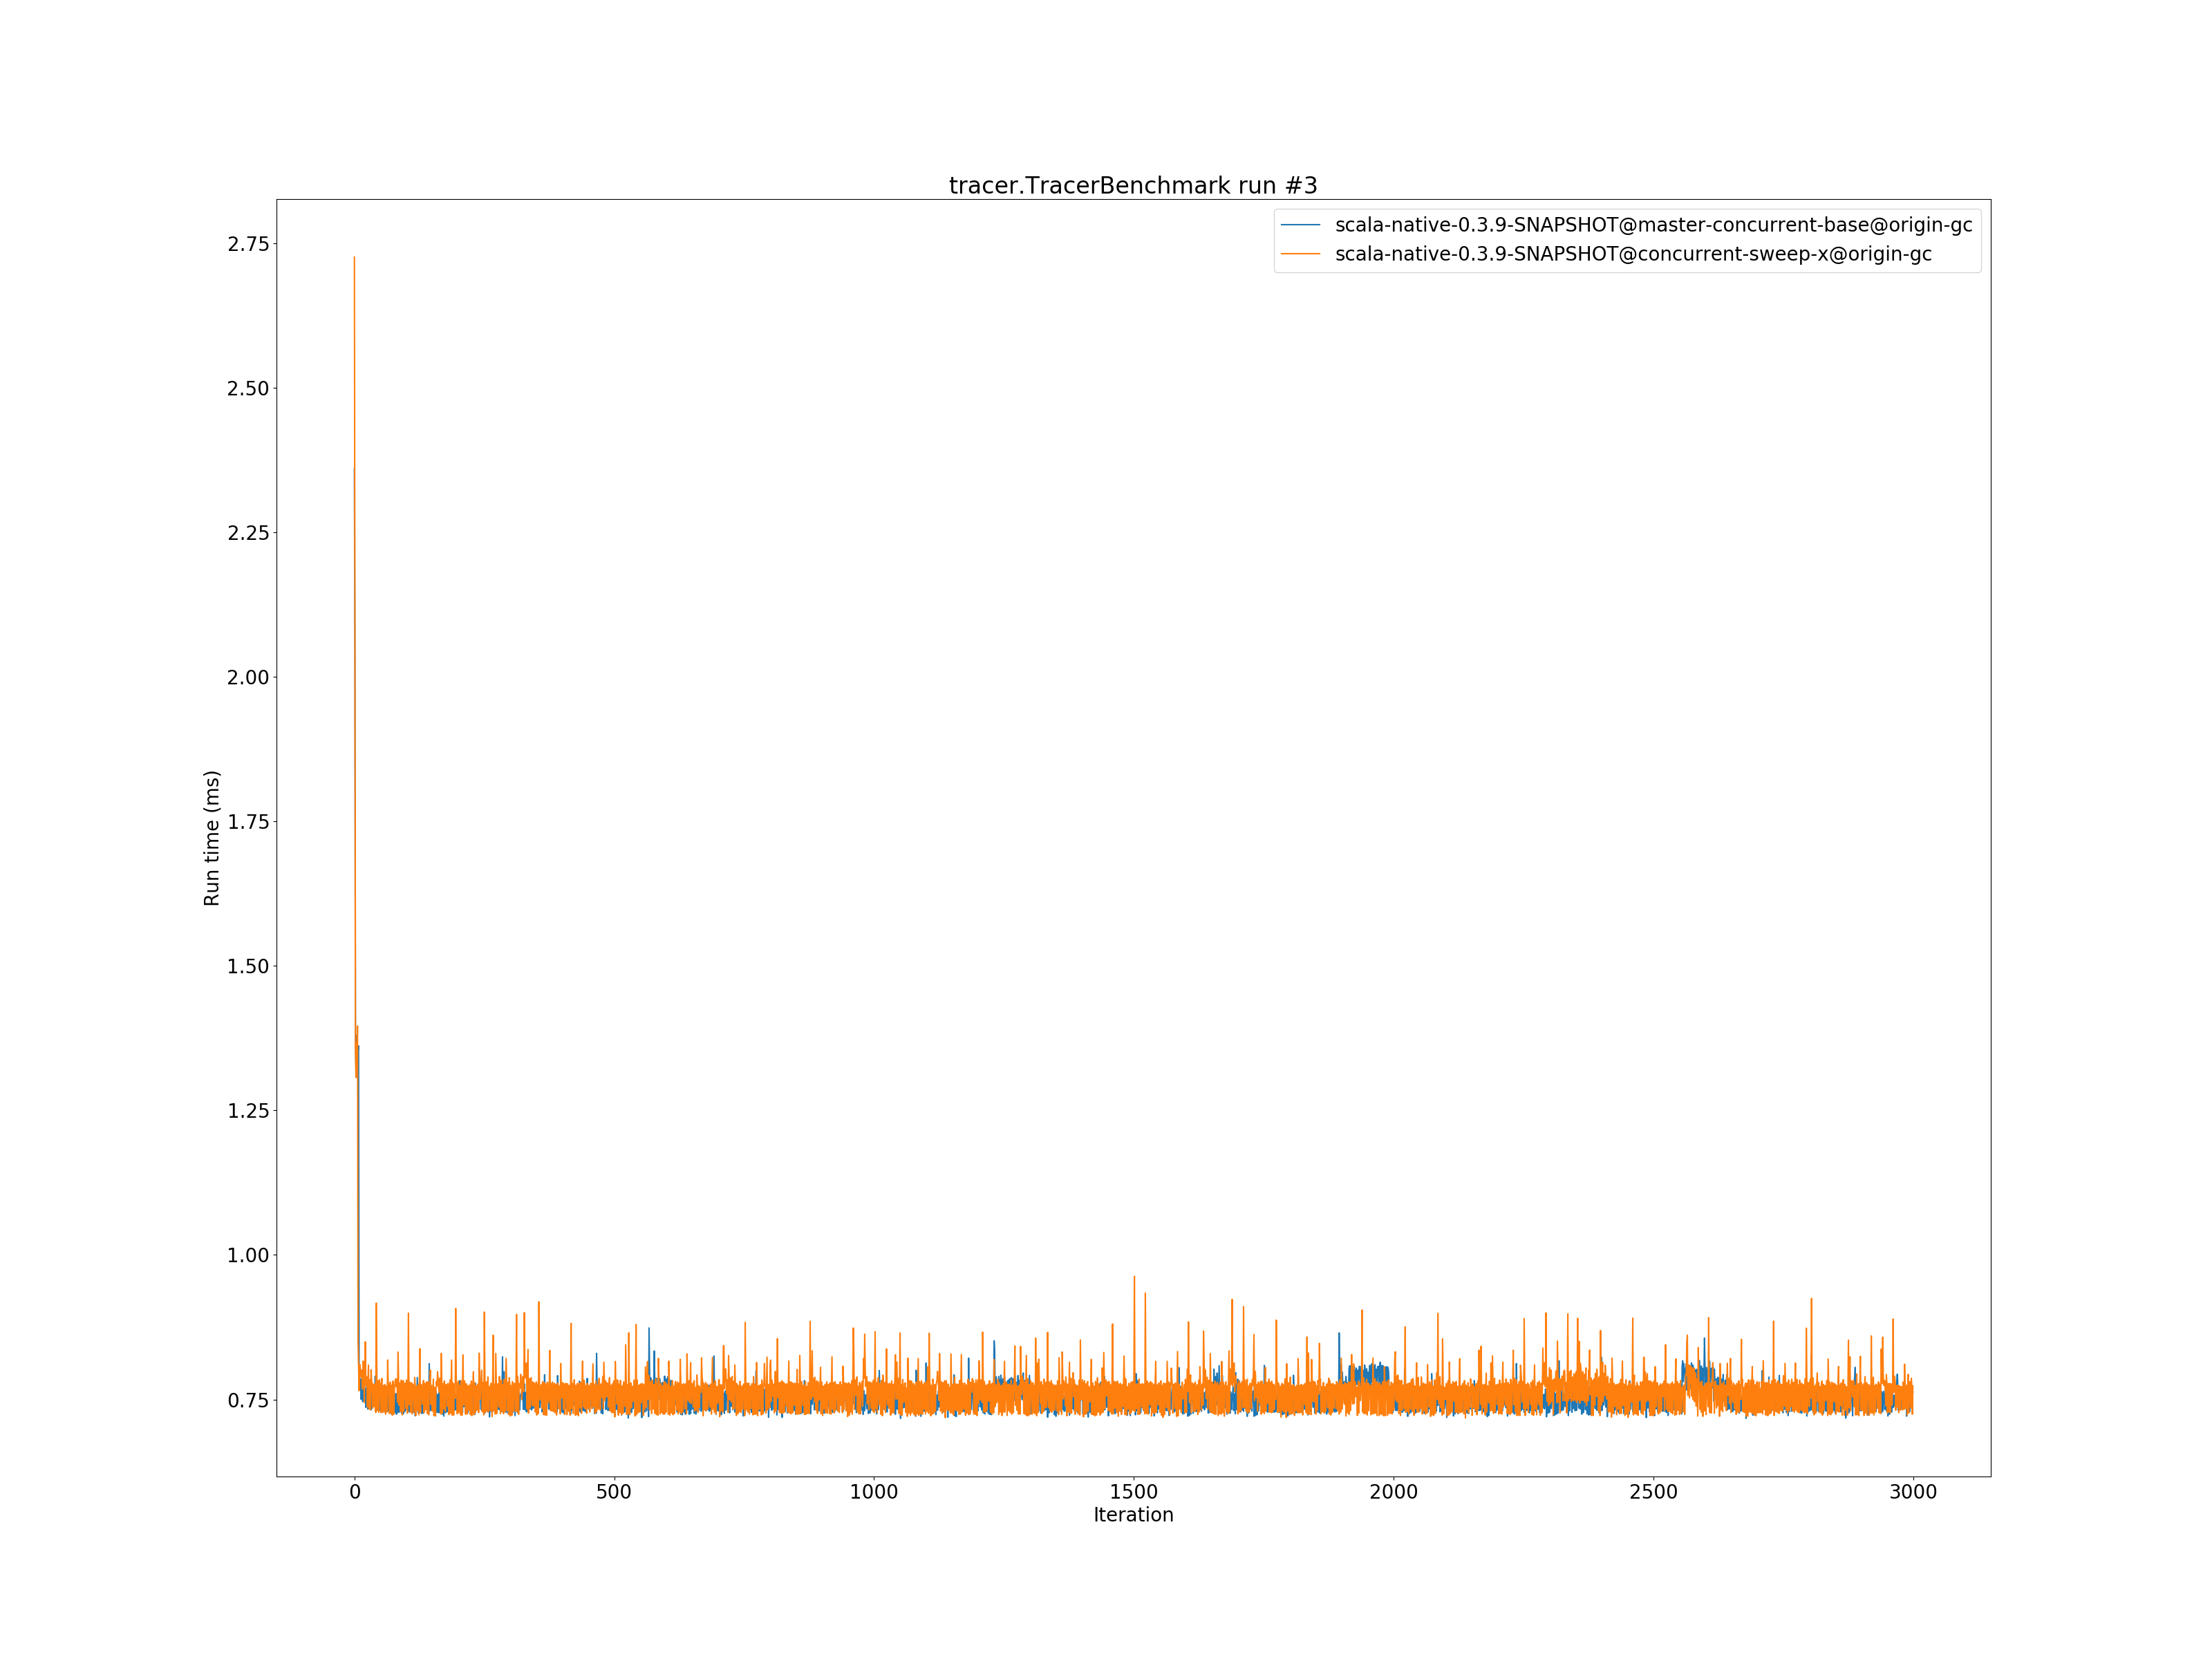 tracer.TracerBenchmark run #3
scala-native-0.3.9-SNAPSHOT@master-concurrent-base@origin-gc
scala-native-0.3.9-SNAPSHOT@concurrent-sweep-x@origin-gc
2.75
2.50
2.25
2.00
1.75
1.50
1.25
1.00
0.75
Run time (ms)
0 500 1000 1500 2000 2500 3000
Iteration